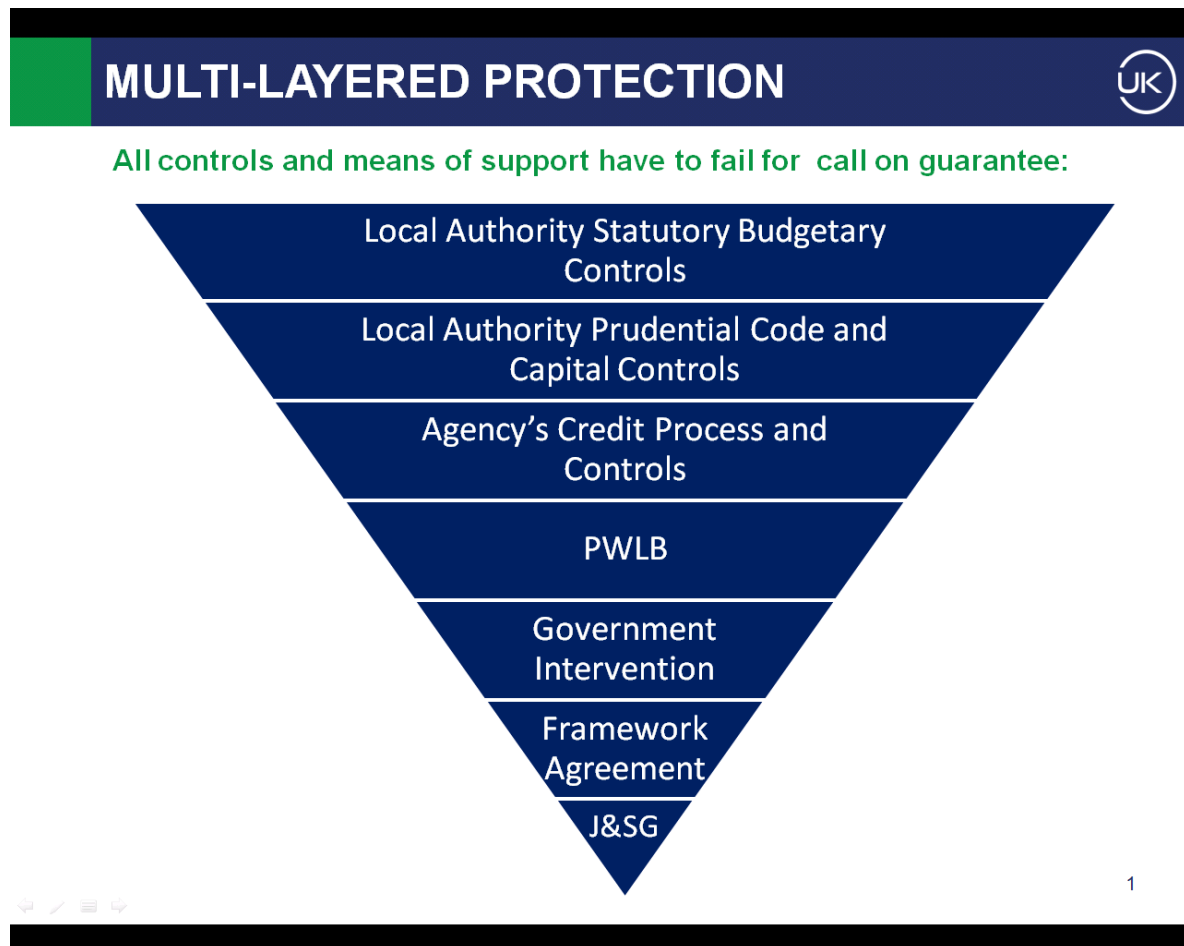 MULTI-LAYERED PROTECTION
UK
All controls and means of support have to fail for call on guarantee:
Local Authority Statutory Budgetary
Controls
Local Authority Prudential Code and
Capital Controls
Agency’s Credit Process and
Controls
PWLB
Government
Intervention
Framework
Agreement
J&SG
1